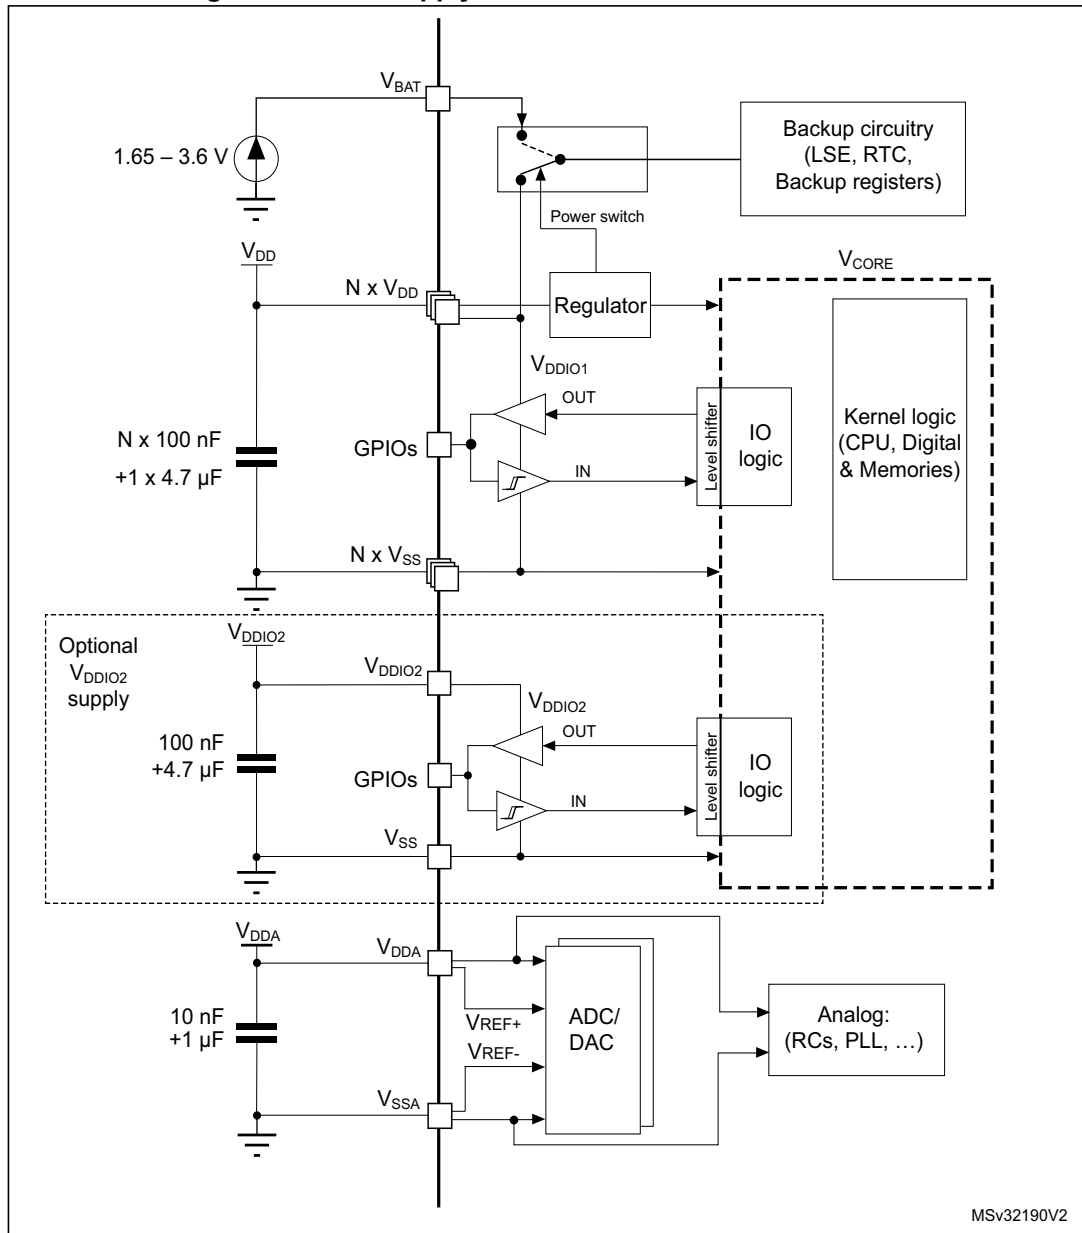 VBAT
1.65 – 3.6 V
Backup circuitry
(LSE, RTC,
Backup registers)
Power switch
VDD
N x VDD
Regulator
VCORE
VDDIO1
OUT
GPIOs
IN
Level shifter
IO
logic
Kernel logic
(CPU, Digital
& Memories)
N x 100 nF
+1 x 4.7 µF
N x VSS
Optional
VDDIO2
supply
VDDIO2
VDDIO2
VDDIO2
OUT
100 nF
+4.7 µF
GPIOs
IN
Level shifter
IO
logic
VSS
VDDA
VDDA
10 nF
+1 µF
VREF+
VREF-
ADC/
DAC
Analog:
(RCs, PLL, …)
VSSA
MSv32190V2